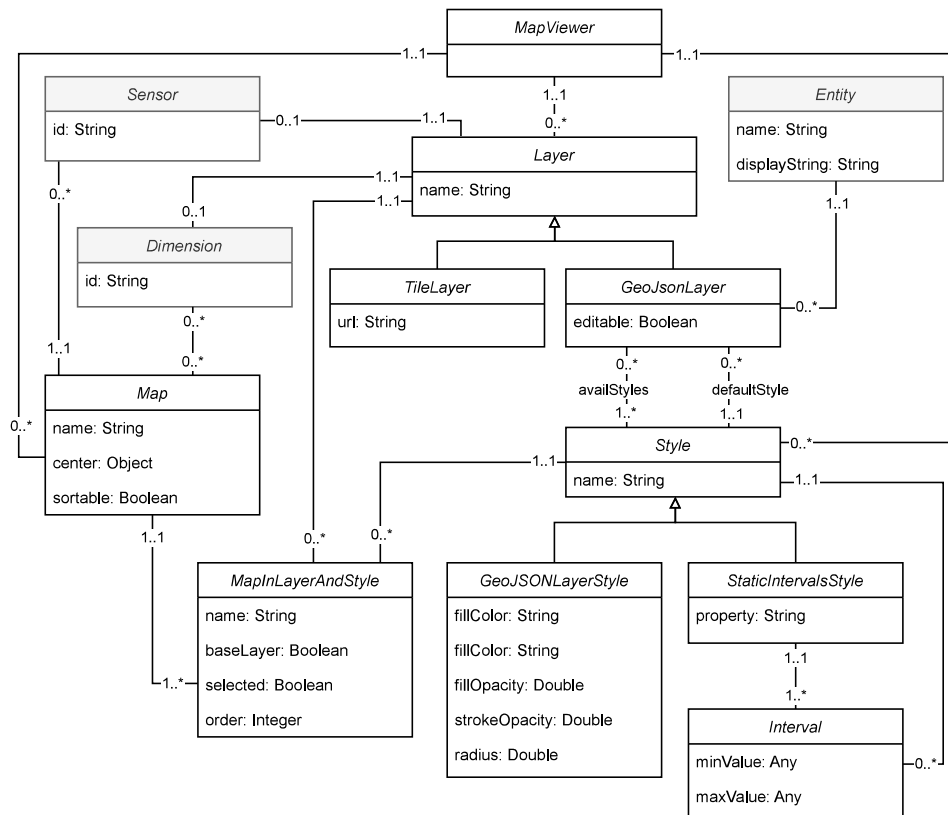 MapViewer
1..1
1..1
1..1
Sensor
id: String
0..1
1..1
0..*
Entity
name: String
displayString: String
Layer
name: String
0..*
1..1
1..1
1..1
0..1
Dimension
id: String
TileLayer
url: String
GeoJsonLayer
editable: Boolean
0..*
0..*
1..1
0..*
0..*
0..*
availStyles
defaultStyle
Map
name: String
center: Object
sortable: Boolean
0..*
1..*
1..1
Style
name: String
0..*
1..1
1..1
1..1
0..*
0..*
MapInLayerAndStyle
name: String
baseLayer: Boolean
selected: Boolean
order: Integer
GeoJSONLayerStyle
fillColor: String
fillColor: String
fillOpacity: Double
strokeOpacity: Double
radius: Double
StaticIntervalsStyle
property: String
1..1
1..*
1..*
Interval
minValue: Any
maxValue: Any
0..*